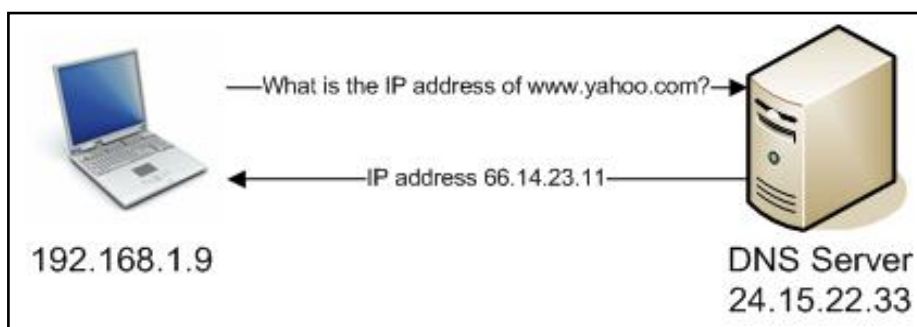 What is the IP address of www.yahoo.com?
IP address 66.14.23.11
192.168.1.9
DNS Server
24.15.22.33